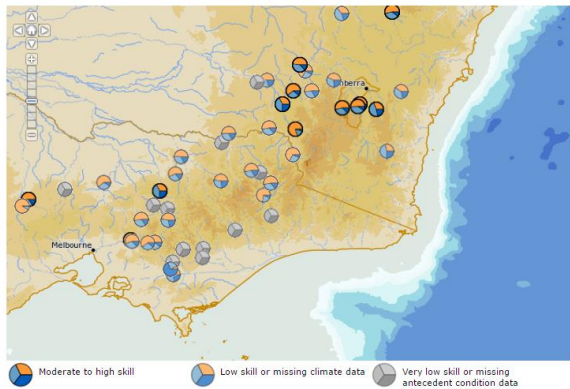 nberra
Melbourne
Moderate to high skill
Low skill or missing climate data
Very low skill or missing
antecedent condition data